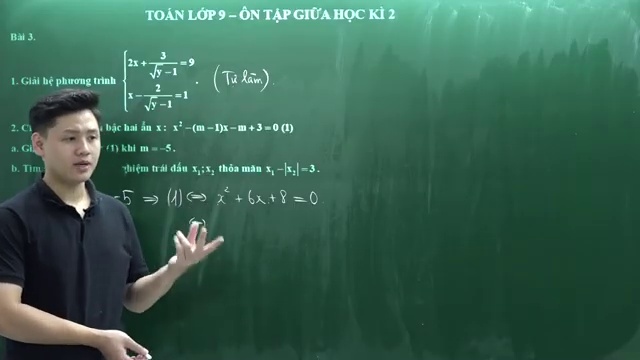 TOÁN LỚP 9 – ÔN TẬP GIỮA HỌC KÌ 2
Bài 3.
1. Giải hệ phương trình { 2x + 3/(√y − 1) = 9
x − 2/(√y − 1) = 1 . (Tự làm).
2. bậc hai ẩn x : x² − (m − 1)x − m + 3 = 0 (1)
a. (1) khi m = −5.
b. Tìm nghiệm trái dấu x₁; x₂ thỏa mãn x₁ − |x₂| = 3 .
−5 ⇒ (1) ⇔ x² + 6x + 8 = 0.